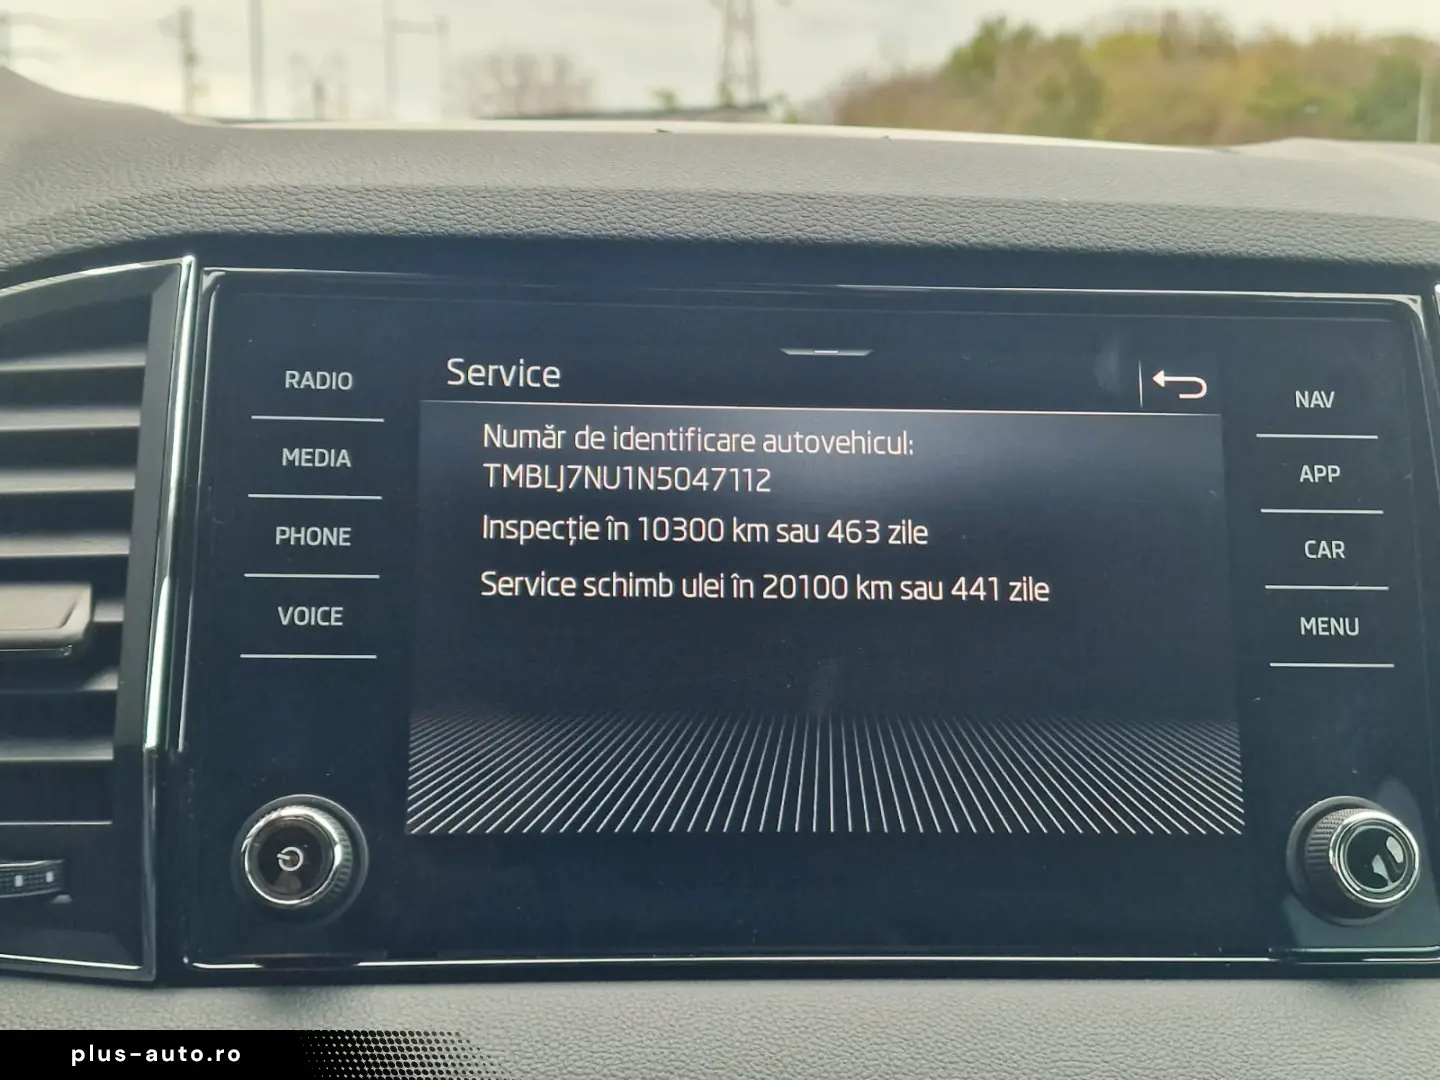 Service
RADIO
MEDIA
PHONE
VOICE
Număr de identificare autovehicul:
TMBLJ7NU1N5047112
Inspecție în 10300 km sau 463 zile
Service schimb ulei în 20100 km sau 441 zile
NAV
APP
CAR
MENU
plus-auto.ro